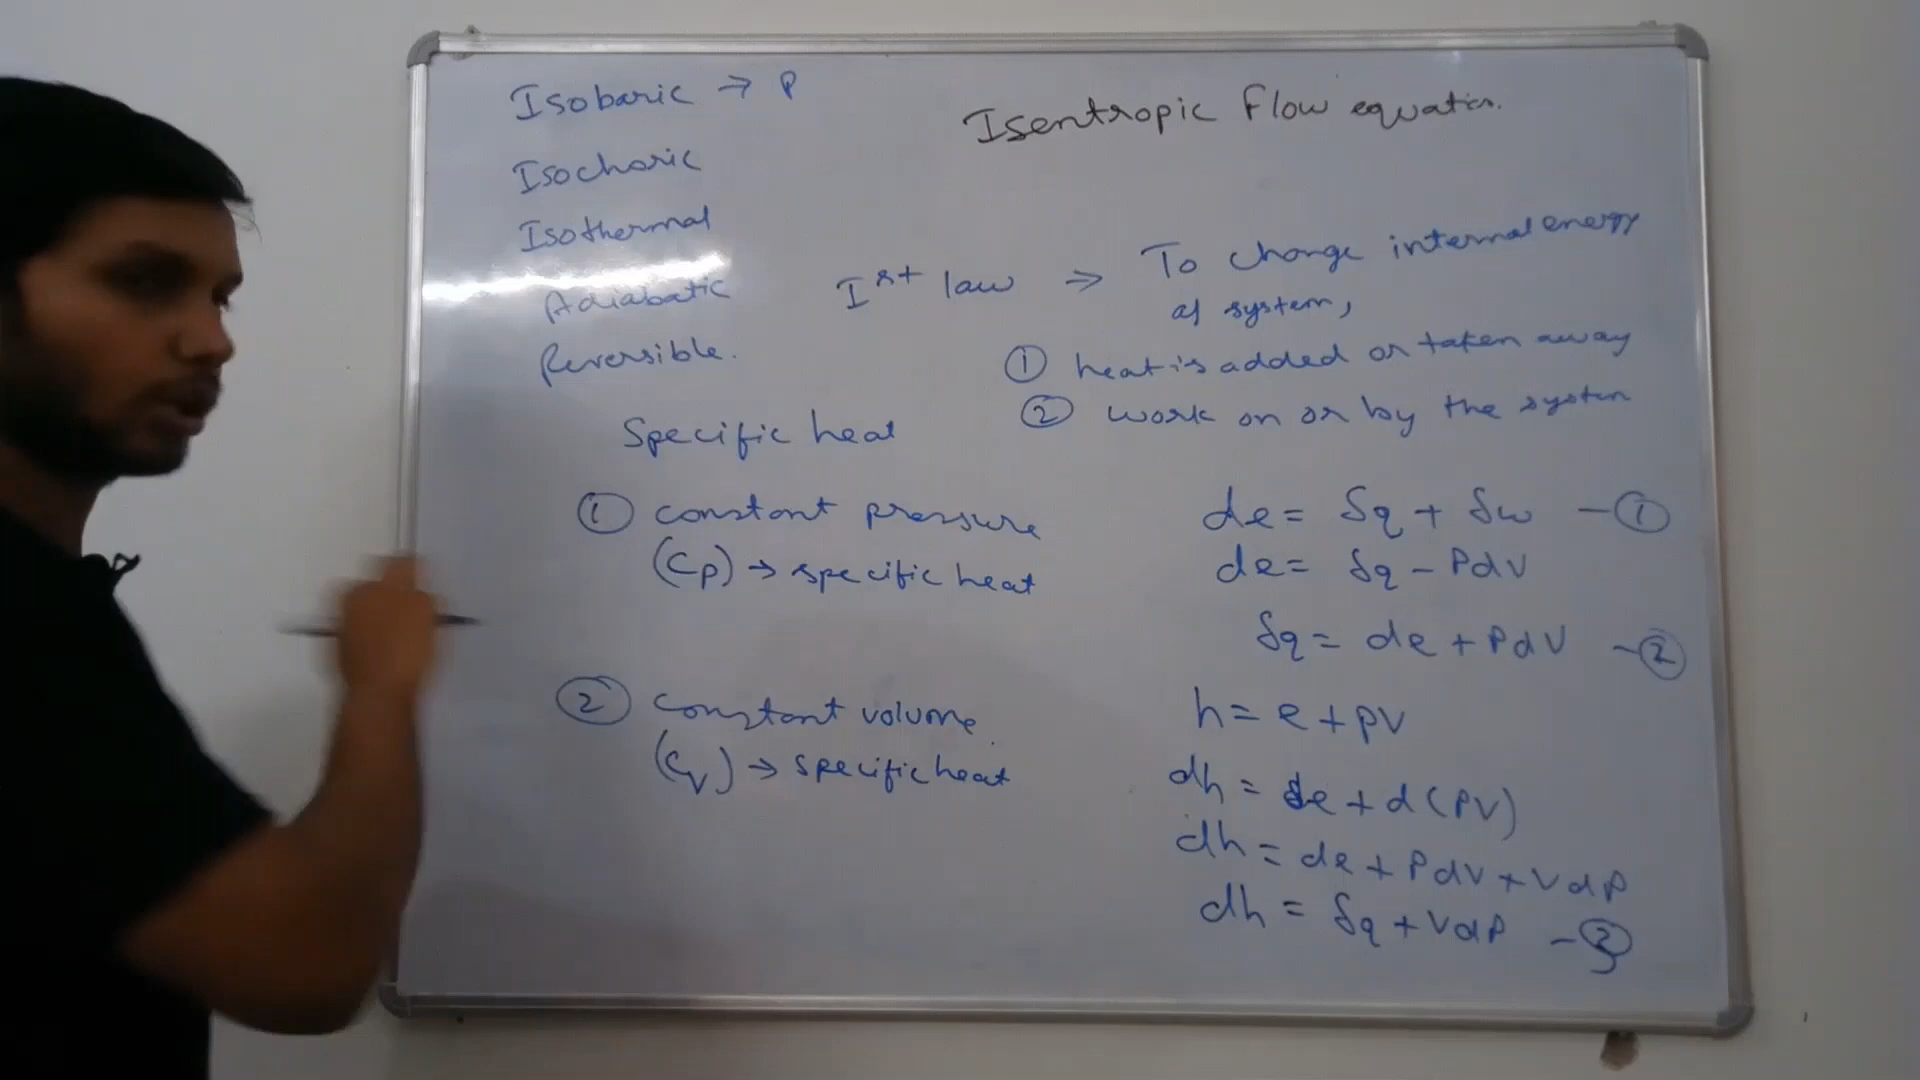 Isobaric → P
Isentropic Flow equation.
Isochoric
Isothermal
Adiabatic
Reversible.
Ist law ⇒ To change internal energy
of system,
① heat is added or taken away
② work on or by the system
Specific heat
① constant pressure
(Cp) → specific heat
② constant volume
(Cv) → specific heat
de = δq + δw - ①
de = δq - PdV
δq = de + PdV - ②
h = e + PV
dh = de + d(PV)
dh = de + PdV + VdP
dh = δq + VdP - ③